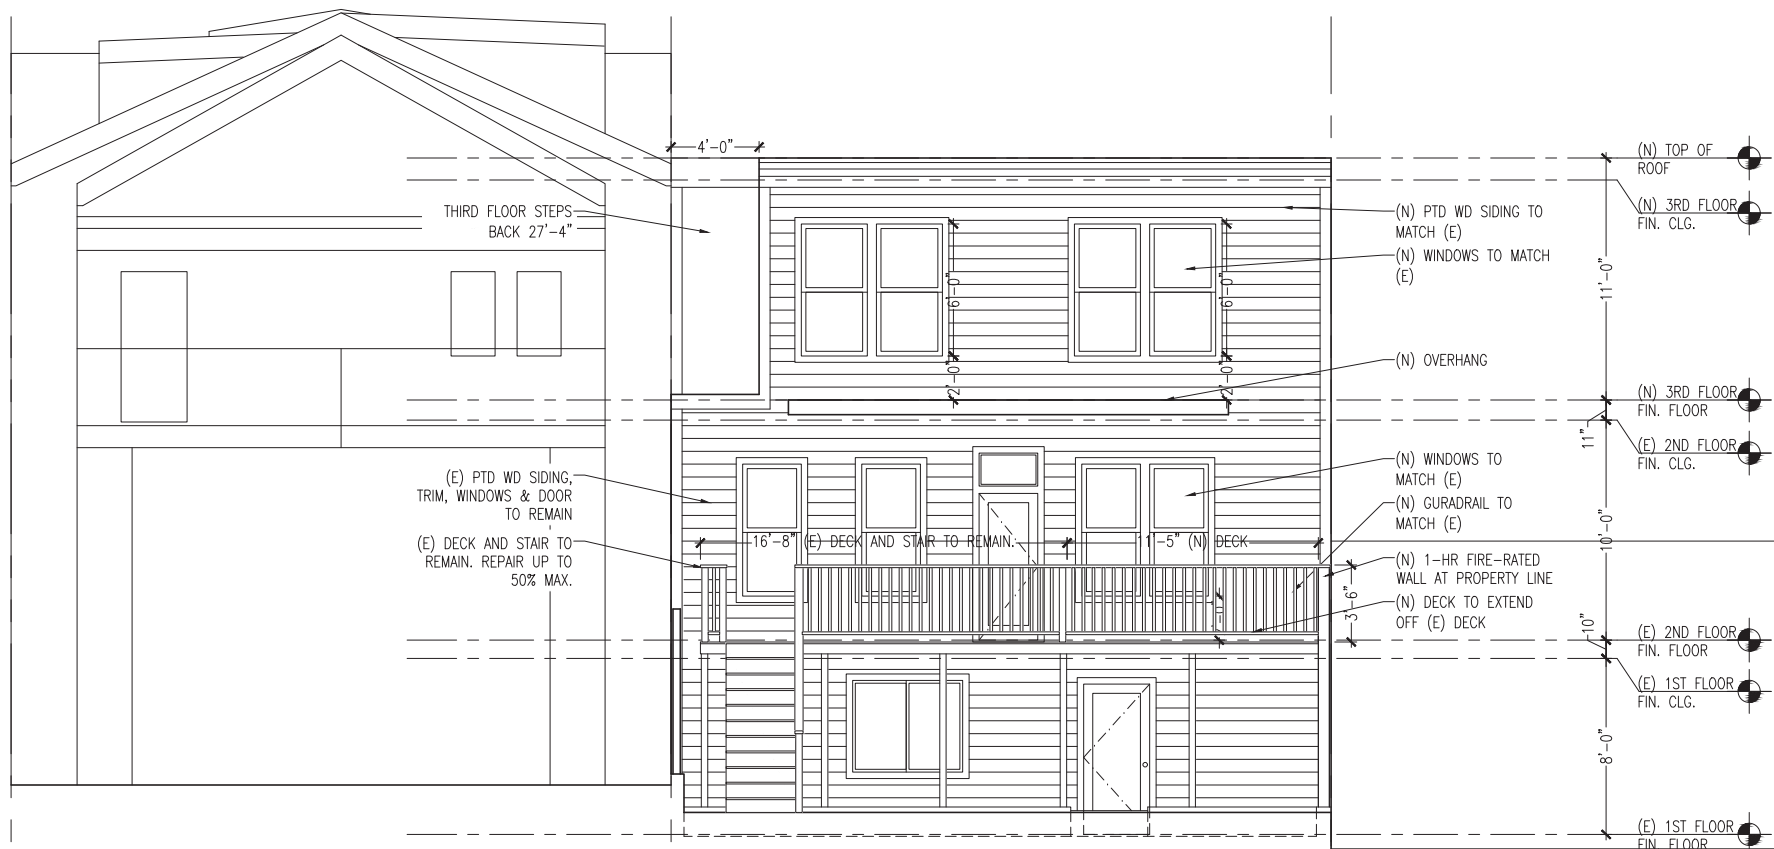 4'-0"
THIRD FLOOR STEPS
BACK 27'-4"
(E) PTD WD SIDING,
TRIM, WINDOWS & DOOR
TO REMAIN
(E) DECK AND STAIR TO
REMAIN. REPAIR UP TO
50% MAX.
6'-0"
2'-0"
6'-0"
2'-0"
16'-8" (E) DECK AND STAIR TO REMAIN.
11'-5" (N) DECK
(N) PTD WD SIDING TO
MATCH (E)
(N) WINDOWS TO MATCH
(E)
(N) OVERHANG
(N) WINDOWS TO
MATCH (E)
(N) GURADRAIL TO
MATCH (E)
(N) 1-HR FIRE-RATED
WALL AT PROPERTY LINE
(N) DECK TO EXTEND
OFF (E) DECK
3'-6"
11'-0"
11"
10'-0"
10"
8'-0"
(N) TOP OF
ROOF
(N) 3RD FLOOR
FIN. CLG.
(N) 3RD FLOOR
FIN. FLOOR
(E) 2ND FLOOR
FIN. CLG.
(E) 2ND FLOOR
FIN. FLOOR
(E) 1ST FLOOR
FIN. CLG.
(E) 1ST FLOOR
FIN. FLOOR